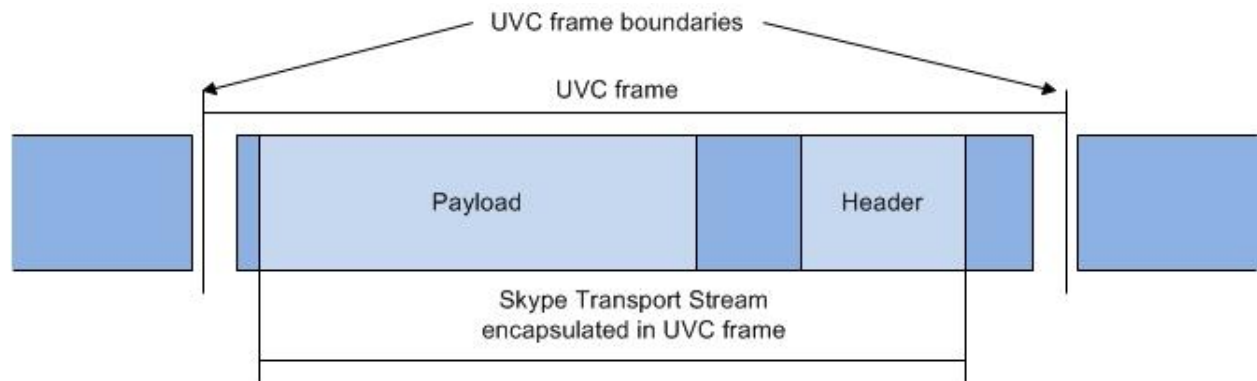 UVC frame boundaries
UVC frame
Payload
Header
Skype Transport Stream
encapsulated in UVC frame